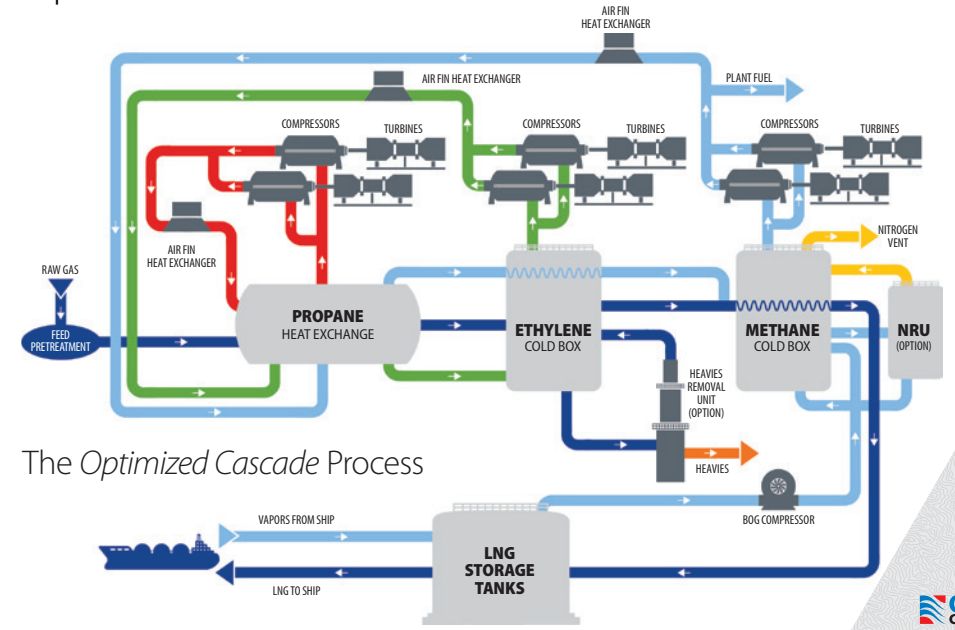 AIR FIN
HEAT EXCHANGER
AIR FIN HEAT EXCHANGER
PLANT FUEL
COMPRESSORS
TURBINES
COMPRESSORS
TURBINES
COMPRESSORS
TURBINES
AIR FIN
HEAT EXCHANGER
NITROGEN
VENT
RAW GAS
FEED
PRETREATMENT
PROPANE
HEAT EXCHANGE
ETHYLENE
COLD BOX
METHANE
COLD BOX
NRU
(OPTION)
HEAVIES
REMOVAL
UNIT
(OPTION)
HEAVIES
The Optimized Cascade Process
BOG COMPRESSOR
VAPORS FROM SHIP
LNG
STORAGE
TANKS
LNG TO SHIP